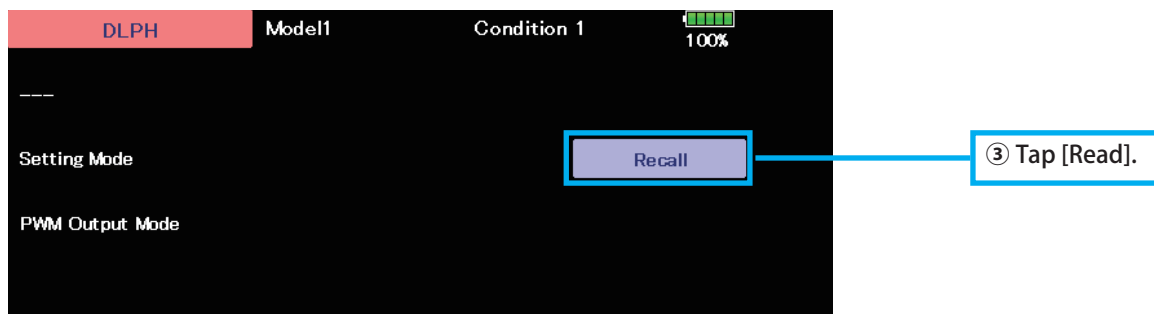 DLPH Model1 Condition 1 100%
---
Setting Mode Recall ③ Tap [Read].
PWM Output Mode